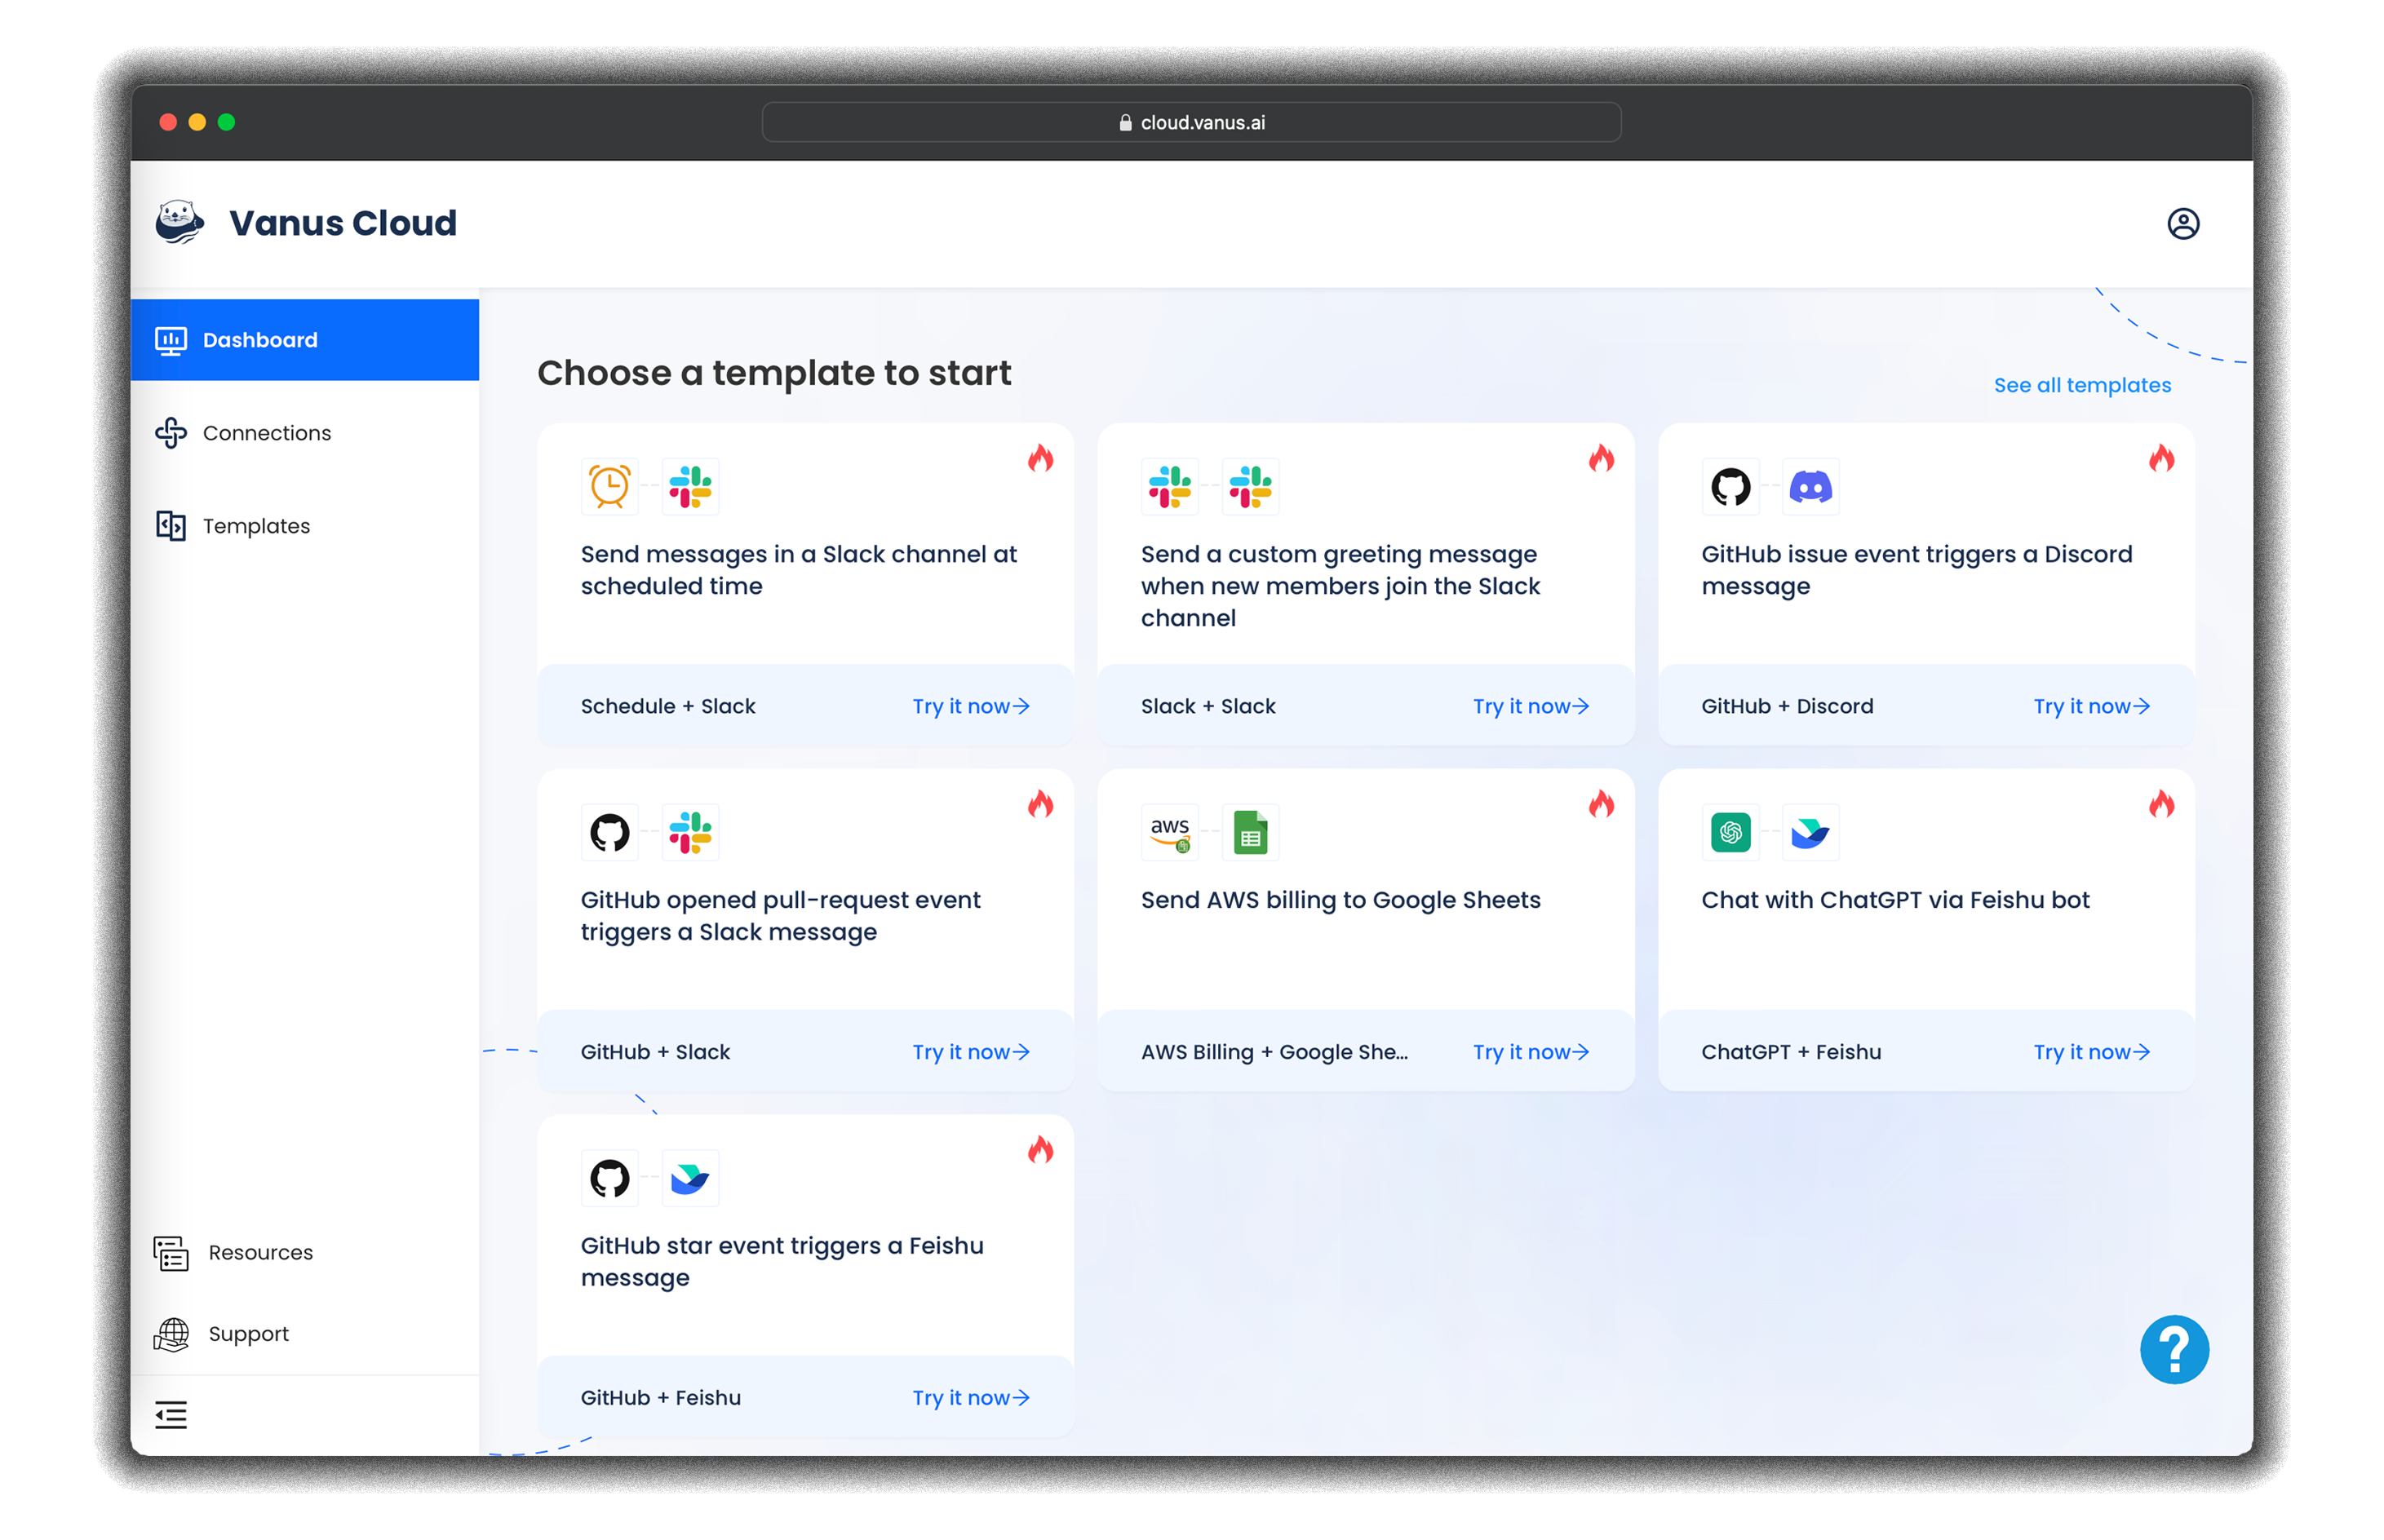 cloud.vanus.ai
Vanus Cloud
Dashboard
Connections
Templates
Resources
Support
Choose a template to start
See all templates
Send messages in a Slack channel at
scheduled time
Schedule + Slack
Try it now
Send a custom greeting message
when new members join the Slack
channel
Slack + Slack
Try it now
GitHub issue event triggers a Discord
message
GitHub + Discord
Try it now
GitHub opened pull-request event
triggers a Slack message
GitHub + Slack
Try it now
aws
Send AWS billing to Google Sheets
AWS Billing + Google She...
Try it now
Chat with ChatGPT via Feishu bot
ChatGPT + Feishu
Try it now
GitHub star event triggers a Feishu
message
GitHub + Feishu
Try it now
?